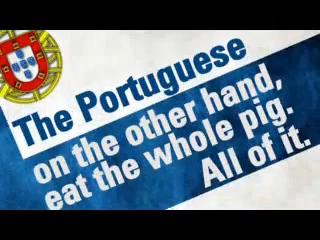 The Portuguese
on the other hand,
eat the whole pig.
All of it.